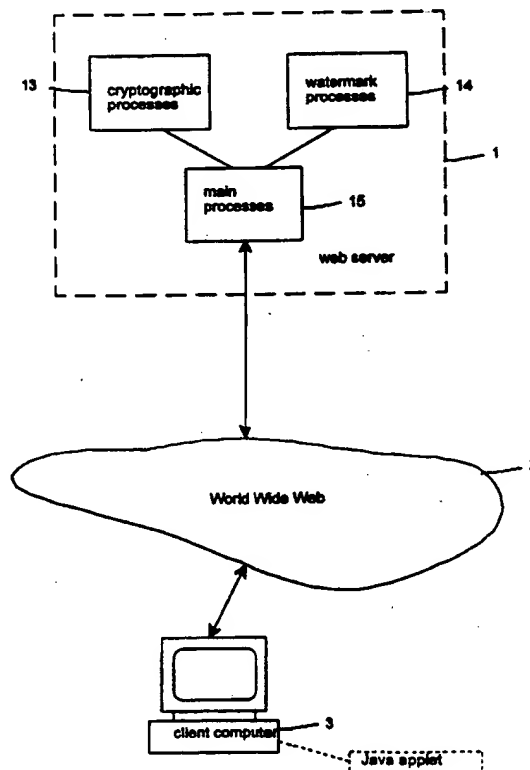 13
cryptographic
processes
watermark
processes
14
1
main
processes
15
web server
World Wide Web
client computer
3
Java applet